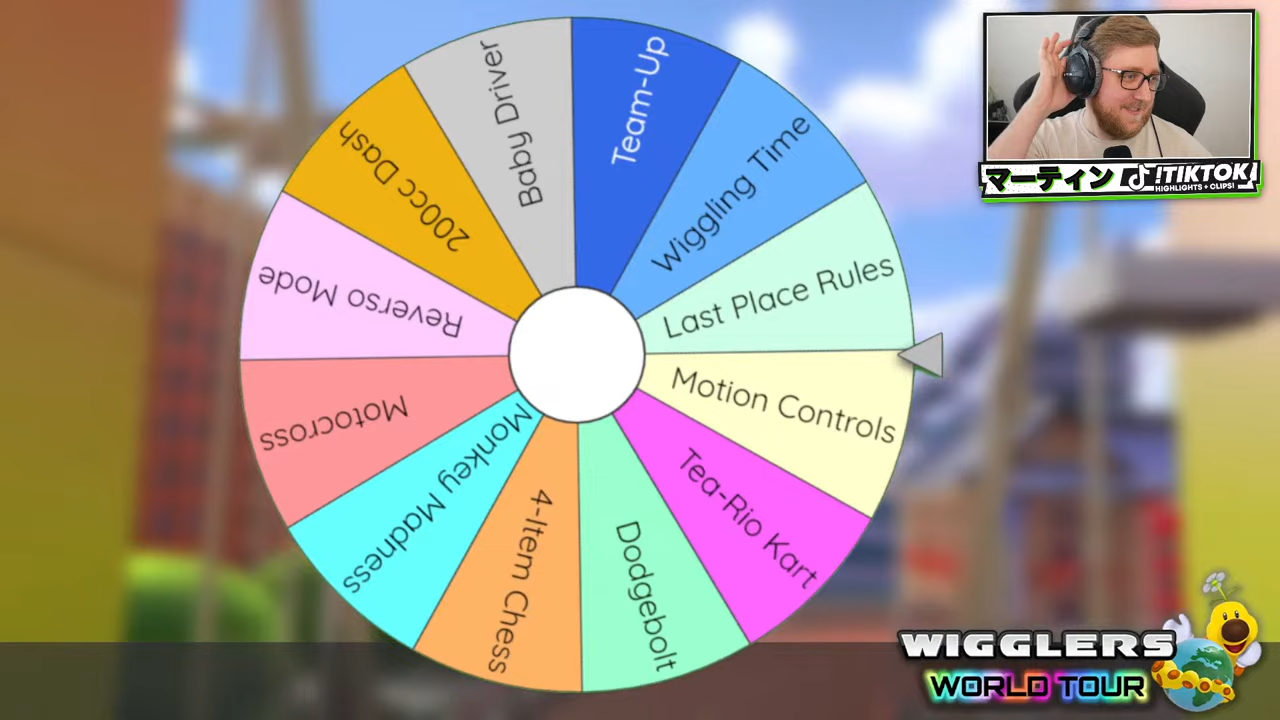 Team-Up
Wiggling Time
Last Place Rules
Motion Controls
Tea-Rio Kart
Dodgebolt
4-Item Chess
Monkey Madness
Motocross
Reverso Mode
200cc Dash
Baby Driver
マーティン
!TIKTOK
HIGHLIGHTS + CLIPS!
WIGGLERS
WORLD TOUR